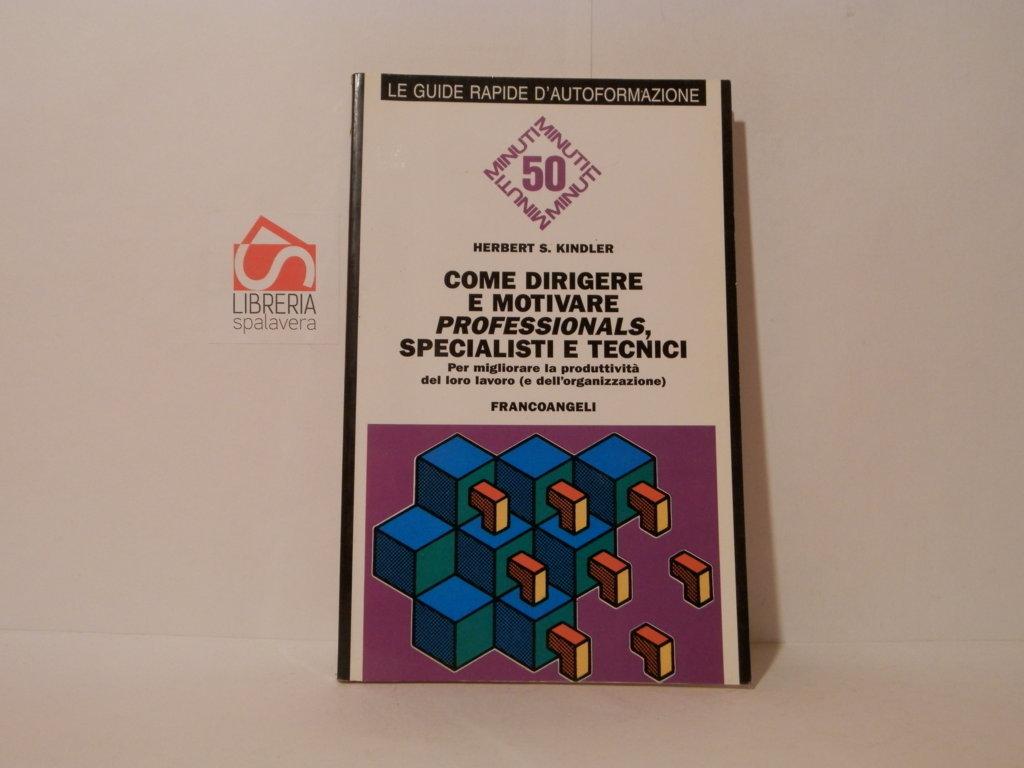 LE GUIDE RAPIDE D'AUTOFORMAZIONE
MINUTI MINUTI MINUTI MINUTI
50
HERBERT S. KINDLER
COME DIRIGERE
E MOTIVARE
PROFESSIONALS,
SPECIALISTI E TECNICI
Per migliorare la produttività
del loro lavoro (e dell'organizzazione)
FRANCOANGELI
LIBRERIA
spalavera